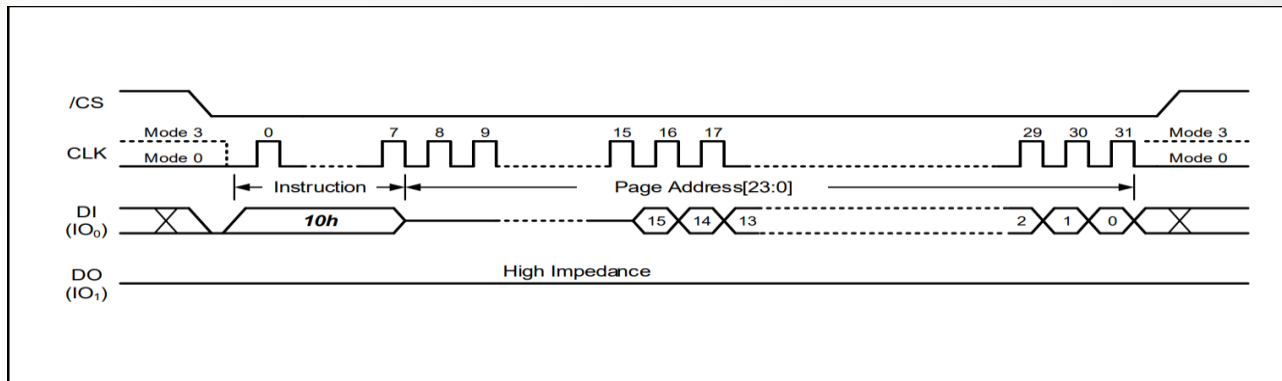 /CS
Mode 3 0 7 8 9 15 16 17 29 30 31 Mode 3
CLK
Mode 0 Mode 0
Instruction Page Address[23:0]
DI
(IO₀)
10h 15 14 13 2 1 0
High Impedance
DO
(IO₁)